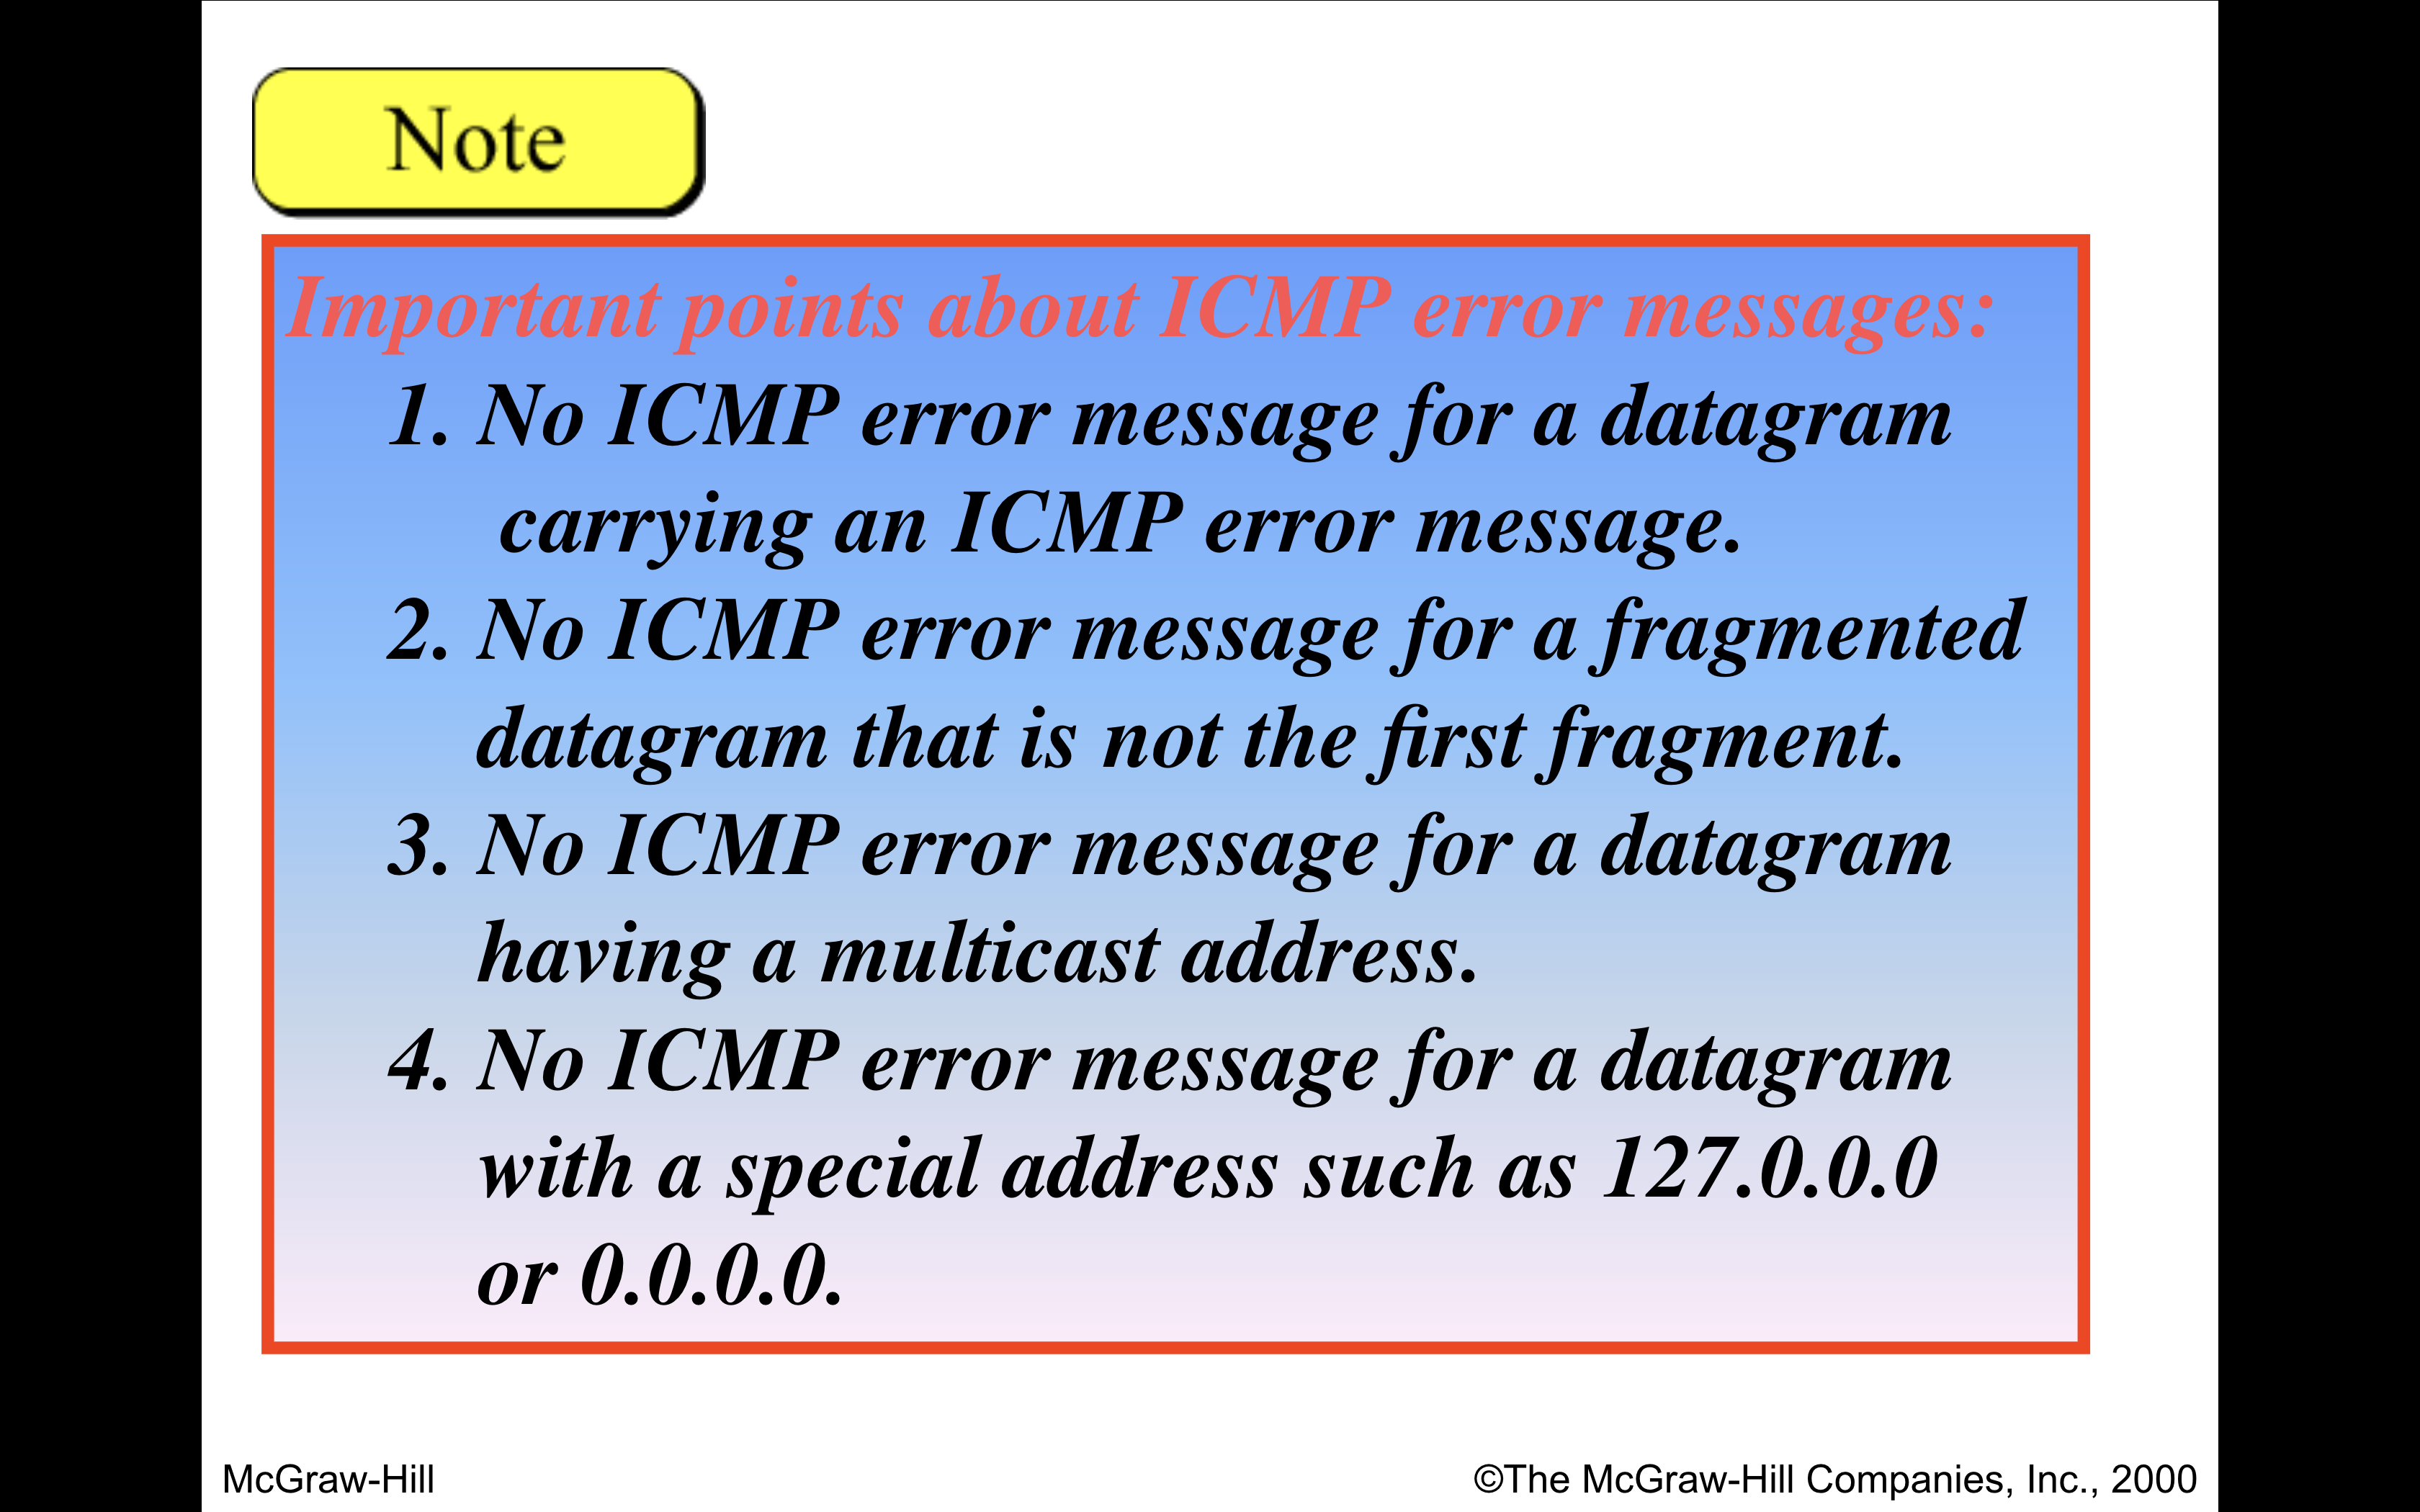 Note
Important points about ICMP error messages:
1. No ICMP error message for a datagram
carrying an ICMP error message.
2. No ICMP error message for a fragmented
datagram that is not the first fragment.
3. No ICMP error message for a datagram
having a multicast address.
4. No ICMP error message for a datagram
with a special address such as 127.0.0.0
or 0.0.0.0.
McGraw-Hill
©The McGraw-Hill Companies, Inc., 2000